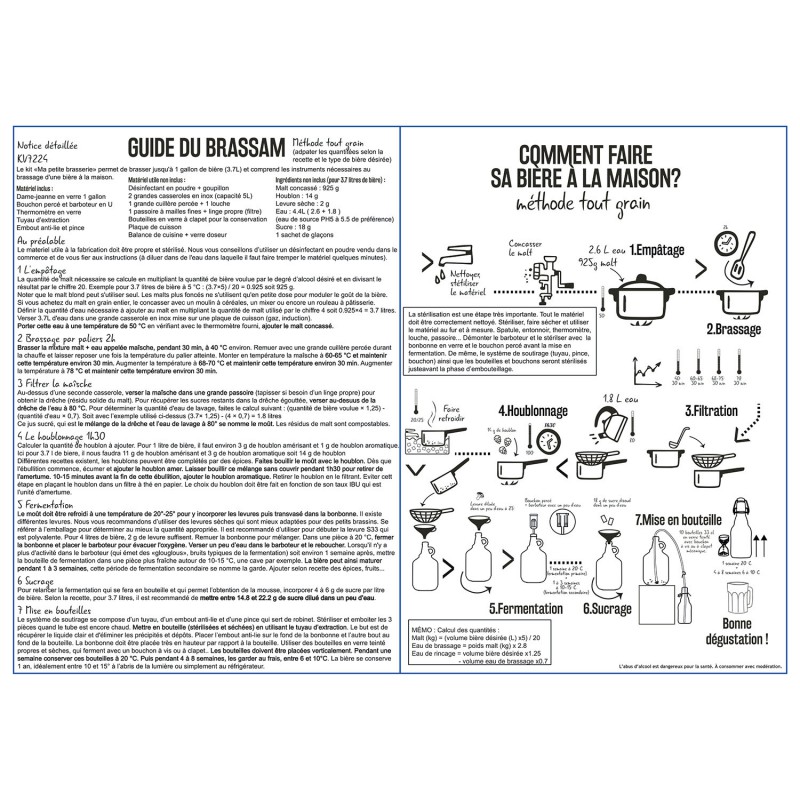 Notice détaillée
KV7224
GUIDE DU BRASSAM
Méthode tout grain
(adapter les quantitées selon la
recette et le type de bière désirée)
Le kit «Ma petite brasserie» permet de brasser jusqu'à 1 gallon de bière (3.7L) et comprend les instruments nécessaires au
brassage d'une bière à la maison.
Matériel inclus :
Dame-jeanne en verre 1 gallon
Bouchon percé et barboteur en U
Thermomètre en verre
Tuyau d'extraction
Embout anti-lie et pince
Matériel utile non inclus :
Désinfectant en poudre + goupillon
2 grandes casseroles en inox (capacité 5L)
1 grande cuillère percée + 1 louche
1 passoire à mailles fines + linge propre (filtre)
Bouteilles en verre à clapet pour la conservation
Plaque de cuisson
Balance de cuisine + verre doseur
Ingrédients non inclus (pour 3.7 litres de bière) :
Malt concassé : 925 g
Houblon : 14 g
Levure sèche : 2 g
Eau : 4.4L ( 2.6 + 1.8 )
(eau de source PH5 à 5.5 de préférence)
Sucre : 18 g
1 sachet de glaçons
Au préalable
Le materiel utile à la fabrication doit être propre et stérilisé. Nous vous conseillons d'utiliser un désinfectant en poudre vendu dans le
commerce et de vous fier aux instructions (à diluer dans de l'eau dans laquelle il faut faire tremper le matériel quelques minutes).
1 L'empâtage
La quantité de malt nécessaire se calcule en multipliant la quantité de bière voulue par le degré d'alcool désiré et en divisant le
résultat par le chiffre 20. Exemple pour 3.7 litres de bière à 5 °C : (3.7×5) / 20 = 0.925 soit 925 g.
Noter que le malt blond peut s'utiliser seul. Les malts plus foncés ne s'utilisent qu'en petite dose pour moduler le goût de la bière.
Si vous achetez du malt en grain entier, le concasser avec un moulin à céréales, un mixer ou encore un rouleau à pâtisserie.
Définir la quantité d'eau nécessaire à ajouter au malt en multipliant la quantité de malt utilisé par le chiffre 4 soit 0.925×4 = 3.7 litres.
Verser 3.7L d'eau dans une grande casserole en inox mise sur une plaque de cuisson (gaz, induction).
Porter cette eau à une température de 50 °C en vérifiant avec le thermomètre fourni, ajouter le malt concassé.
2 Brassage par paliers 2h
Brasser la mixture malt + eau appelée maîsche, pendant 30 min, à 40 °C environ. Remuer avec une grande cuillère percée durant
la chauffe et laisser reposer une fois la température du palier atteinte. Monter en température la maîsche à 60-65 °C et maintenir
cette température environ 30 min. Augmenter la température à 68-70 °C et maintenir cette température environ 30 min. Augmenter
la température à 78 °C et maintenir cette température environ 30 min.
3 Filtrer la maîsche
Au-dessus d'une seconde casserole, verser la maîsche dans une grande passoire (tapisser si besoin d'un linge propre) pour
obtenir la drêche (résidu solide du malt). Pour récupérer les sucres restants dans la drêche égouttée, verser au-dessus de la
drêche de l'eau à 80 °C. Pour déterminer la quantité d'eau de lavage, faites le calcul suivant : (quantité de bière voulue × 1,25) -
(quantité d'eau × 0,7). Soit avec l'exemple utilisé ci-dessus (3.7× 1,25) - (4 × 0,7) = 1.8 litres
Ce jus sucré, qui est le mélange de la drêche et l'eau de lavage à 80° se nomme le moût. Les résidus de malt sont compostables.
4 Le houblonnage 1h30
Calculer la quantité de houblon à ajouter. Pour 1 litre de bière, il faut environ 3 g de houblon amérisant et 1 g de houblon aromatique.
Ici pour 3.7 l de bière, il nous faudra 11 g de houblon amérisant et 3 g de houblon aromatique soit 14 g de houblon
Différentes recettes existent, les houblons peuvent être complétés par des épices. Faites bouillir le moût avec le houblon. Dès que
l'ébullition commence, écumer et ajouter le houblon amer. Laisser bouillir ce mélange sans couvrir pendant 1h30 pour retirer de
l'amertume. 10-15 minutes avant la fin de cette ébullition, ajouter le houblon aromatique. Retirer le houblon in le filtrant. Eviter cett
étape en plaçant le houblon dans un filtre à thé en papier. Le choix du houblon doit être fait en fonction de son taux IBU qui est
l'unité d'amertume.
5 Fermentation
Le moût doit être refroidi à une température de 20°-25° pour y incorporer les levures puis transvasé dans la bonbonne. Il existe
différentes levures. Nous vous recommandons d'utiliser des levures sèches qui sont mieux adaptées pour des petits brassins. Se
référer à l'emballage pour déterminer au mieux la quantité appropriée. Il est recommandé d'utiliser pour débuter la levure S33 qui
est polyvalente. Pour 4 litres de bière, 2 g de levure suffisent. Remuer la bonbonne pour mélanger. Dans une pièce à 20 °C, fermer
la bonbonne et placer le barboteur pour évacuer l'oxygène. Verser un peu d'eau dans le barboteur et le reboucher. Lorsqu'il n'y a
plus d'activité dans le barboteur (qui émet des «glouglous», bruits typiques de la fermentation) soit environ 1 semaine après, mettre
la bouteille de fermentation dans une pièce plus fraîche autour de 10-15 °C, une cave par exemple. La bière peut ainsi maturer
pendant 1 à 3 semaines, cette période de fermentation secondaire se nomme la garde. Ajouter selon recette des épices, fruits...
6 Sucrage
Pour relantler la fermentation qui se fera en bouteille et qui permet l'obtention de la mousse, incorporer 4 à 6 g de sucre par litre
de bière. Selon la recette, pour 3.7 litres, il est recommandé de mettre entre 14.8 et 22.2 g de sucre dilué dans un peu d'eau.
7 Mise en bouteilles
Le système de soutirage se compose d'un tuyau, d'un embout anti-lie et d'une pince qui sert de robinet. Stériliser et emboiter les 3
pièces quand le tube est encore chaud. Mettre en bouteille (stérilisées et séchées) en utilisant le tuyau d'extraction. Le but est de
récupérer le liquide clair et d'éliminer les précipités et dépôts. Placer l'embout anti-lie sur le fond de la bonbonne et l'autre bout au
fond de la bouteille. La bonbonne doit être placée très en hauteur par rapport à la bouteille. Utiliser des bouteilles en verre teinté
propres et sèches, qui ferment avec un bouchon à vis ou à clapet.. Les bouteilles doivent être placées verticalement. Pendant une
semaine conserver ces bouteilles à 20 °C. Puis pendant 4 à 8 semaines, les garder au frais, entre 6 et 10°C. La bière se conserve
1 an, idéalement entre 10 et 15° à l'abris de la lumière ou simplement au réfrigérateur.
COMMENT FAIRE
SA BIÈRE À LA MAISON?
méthode tout grain
Nettoyer,
stériliser
le matériel
Concasser
le malt
2.6 L eau
925g malt
1.Empâtage
2.Brassage
La stérilisation est une étape très importante. Tout le matériel
doit être correctement nettoyé. Stériliser, faire sécher et utiliser
le matériel au fur et à mesure. Spatule, entonnoir, thermomètre,
louche, passoire... Démonter le barboteur et le stériliser avec la
bonbonne en verre et le bouchon percé avant la mise en
fermentation. De même, le système de soutirage (tuyau, pince,
bouchon) ainsi que les bouteilles et bouchons seront stérilisés
justeavant la phase d'embouteillage.
20/25
Faire
refroidir
4.Houblonnage
14 g de houblon
1h30
100
1.8 L eau
80
3.Filtration
Levure diluée
dans un peu d'eau à 25°
Bouchon percé
+ barboteur avec un peu d'eau
18 g de sucre dissout
dans un peu d'eau
7.Mise en bouteille
1 semaine à 20°C
(fermentation primaire)
1 à 3 semaines
à 10-15°C
(fermentation secondaire)
1 semaine 20°C
4 à 8 semaines 6 à 10°C
5.Fermentation
6.Sucrage
Bonne
dégustation !
MÉMO : Calcul des quantités :
Malt (kg) = (volume bière désirée (L) x5) / 20
Eau de brassage = poids malt (kg) x 2.8
Eau de rincage = volume bière désirée x1.25
- volume eau de brassage x0.7
L'abus d'alcool est dangereux pour la santé. À consommer avec modération.